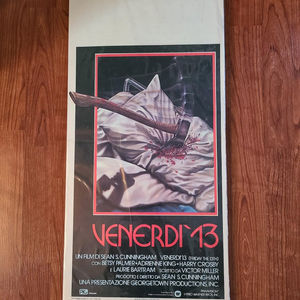 VENERDI' 13
UN FILM DI SEAN S. CUNNINGHAM VENERDI' 13 (FRIDAY THE 13TH)
CON BETSY PALMER • ADRIENNE KING • HARRY CROSBY
E LAURIE BARTRAM SCRITTO DA VICTOR MILLER
PRODOTTO E DIRETTO DA SEAN S. CUNNINGHAM
UNA PRESENTAZIONE GEORGETOWN PRODUCTIONS, INC.